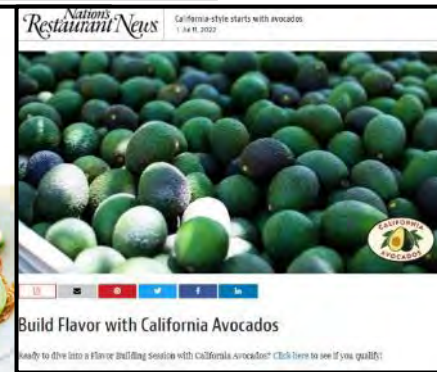 Nation's
Restaurant News
California-style starts with avocados
Jul 11, 2022
CALIFORNIA
AVOCADOS
Build Flavor with California Avocados
Ready to dive into a Flavor Building Session with California Avocados? Click here to see if you qualify!